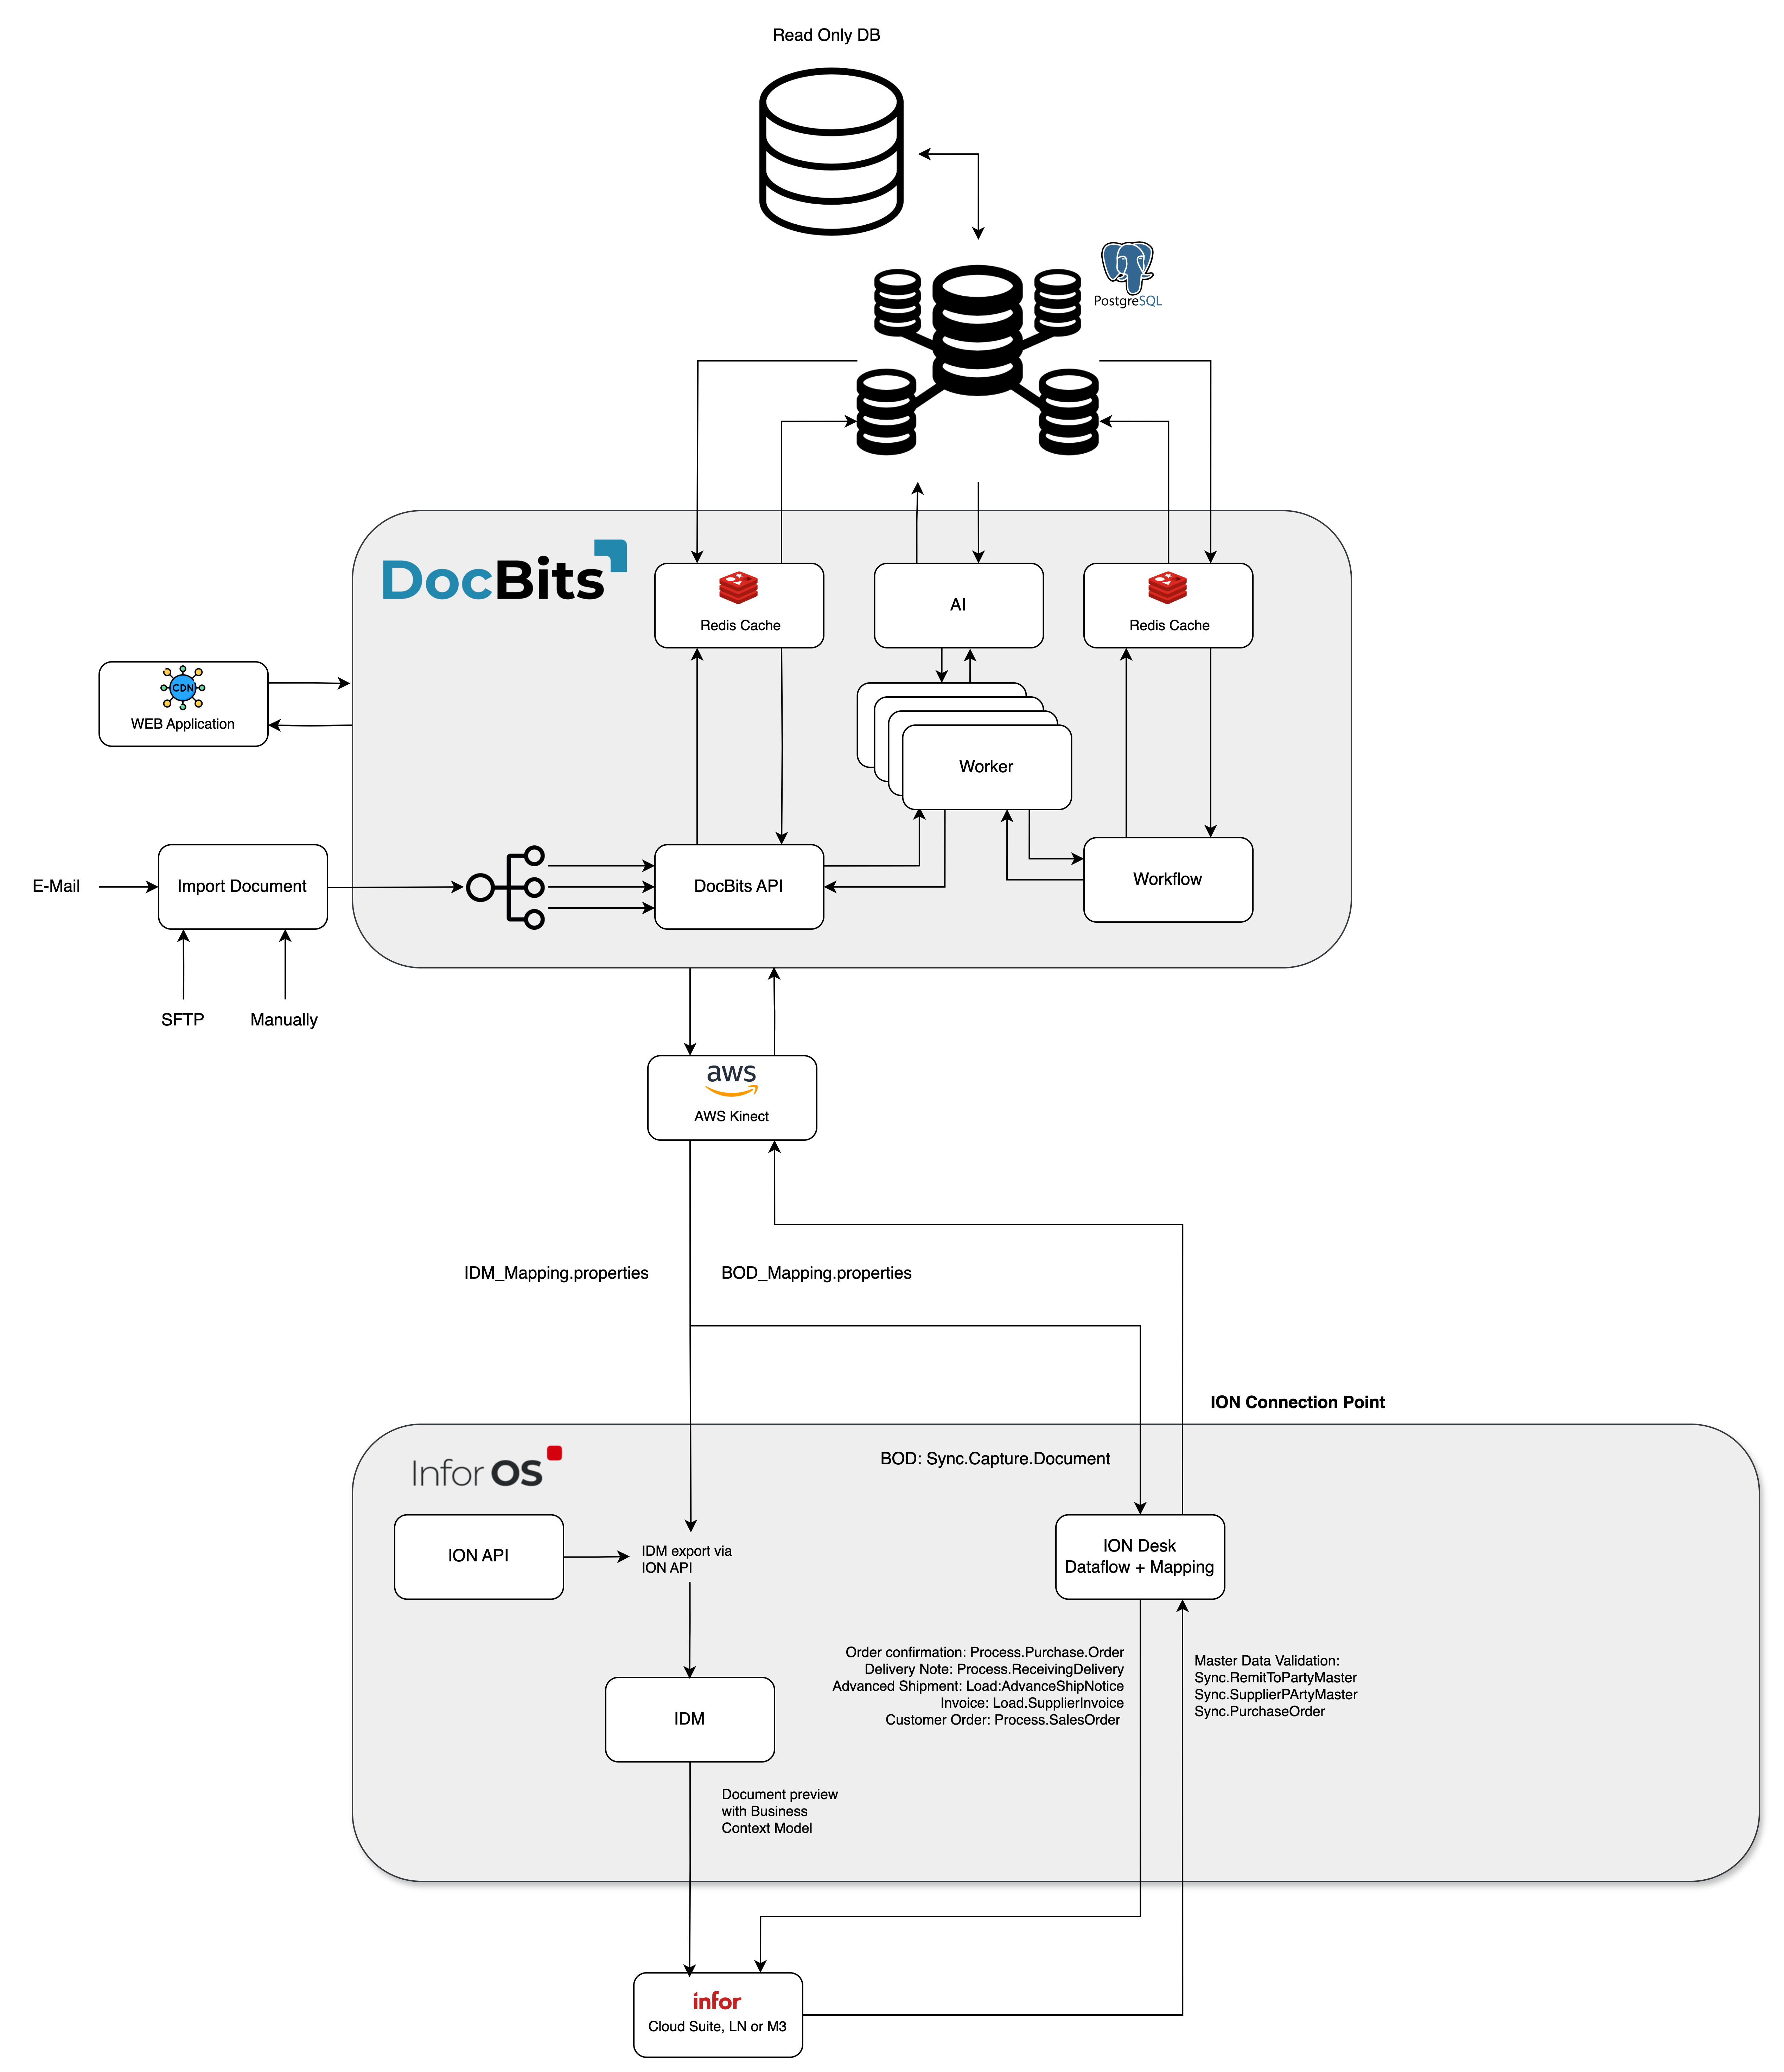 Read Only DB
PostgreSQL
DocBits
Redis Cache
AI
Redis Cache
CDN
WEB Application
Worker
E-Mail
Import Document
DocBits API
Workflow
SFTP
Manually
aws
AWS Kinect
IDM_Mapping.properties
BOD_Mapping.properties
ION Connection Point
Infor OS
BOD: Sync.Capture.Document
ION API
IDM export via
ION API
ION Desk
Dataflow + Mapping
Order confirmation: Process.Purchase.Order
Delivery Note: Process.ReceivingDelivery
Advanced Shipment: Load:AdvanceShipNotice
Invoice: Load.SupplierInvoice
Customer Order: Process.SalesOrder
Master Data Validation:
Sync.RemitToPartyMaster
Sync.SupplierPArtyMaster
Sync.PurchaseOrder
IDM
Document preview
with Business
Context Model
infor
Cloud Suite, LN or M3